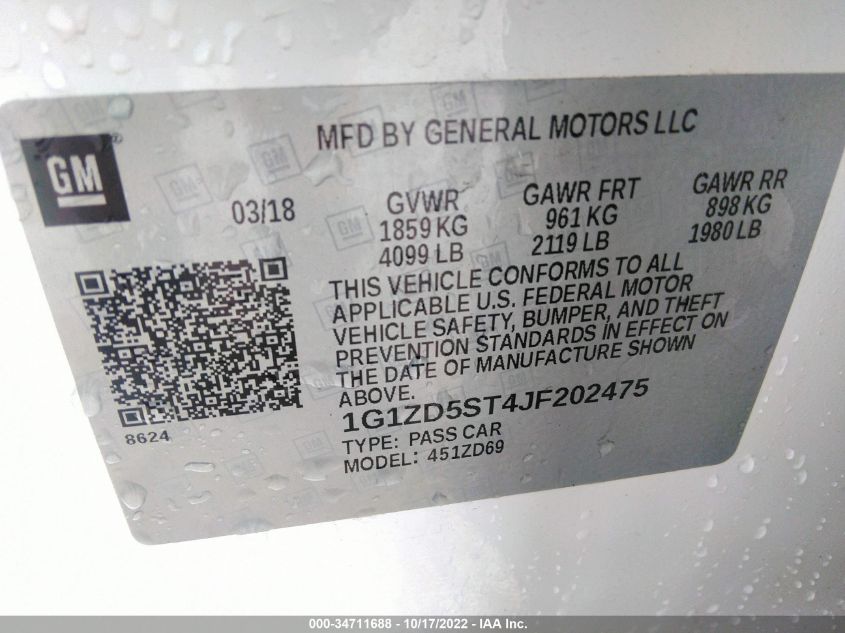 MFD BY GENERAL MOTORS LLC
GM®
03/18
GVWR
1859 KG
4099 LB
GAWR FRT
961 KG
2119 LB
GAWR RR
898 KG
1980 LB
THIS VEHICLE CONFORMS TO ALL
APPLICABLE U.S. FEDERAL MOTOR
VEHICLE SAFETY, BUMPER, AND THEFT
PREVENTION STANDARDS IN EFFECT ON
THE DATE OF MANUFACTURE SHOWN
ABOVE.
1G1ZD5ST4JF202475
8624
TYPE: PASS CAR
MODEL: 451ZD69
000-34711688 - 10/17/2022 - IAA Inc.